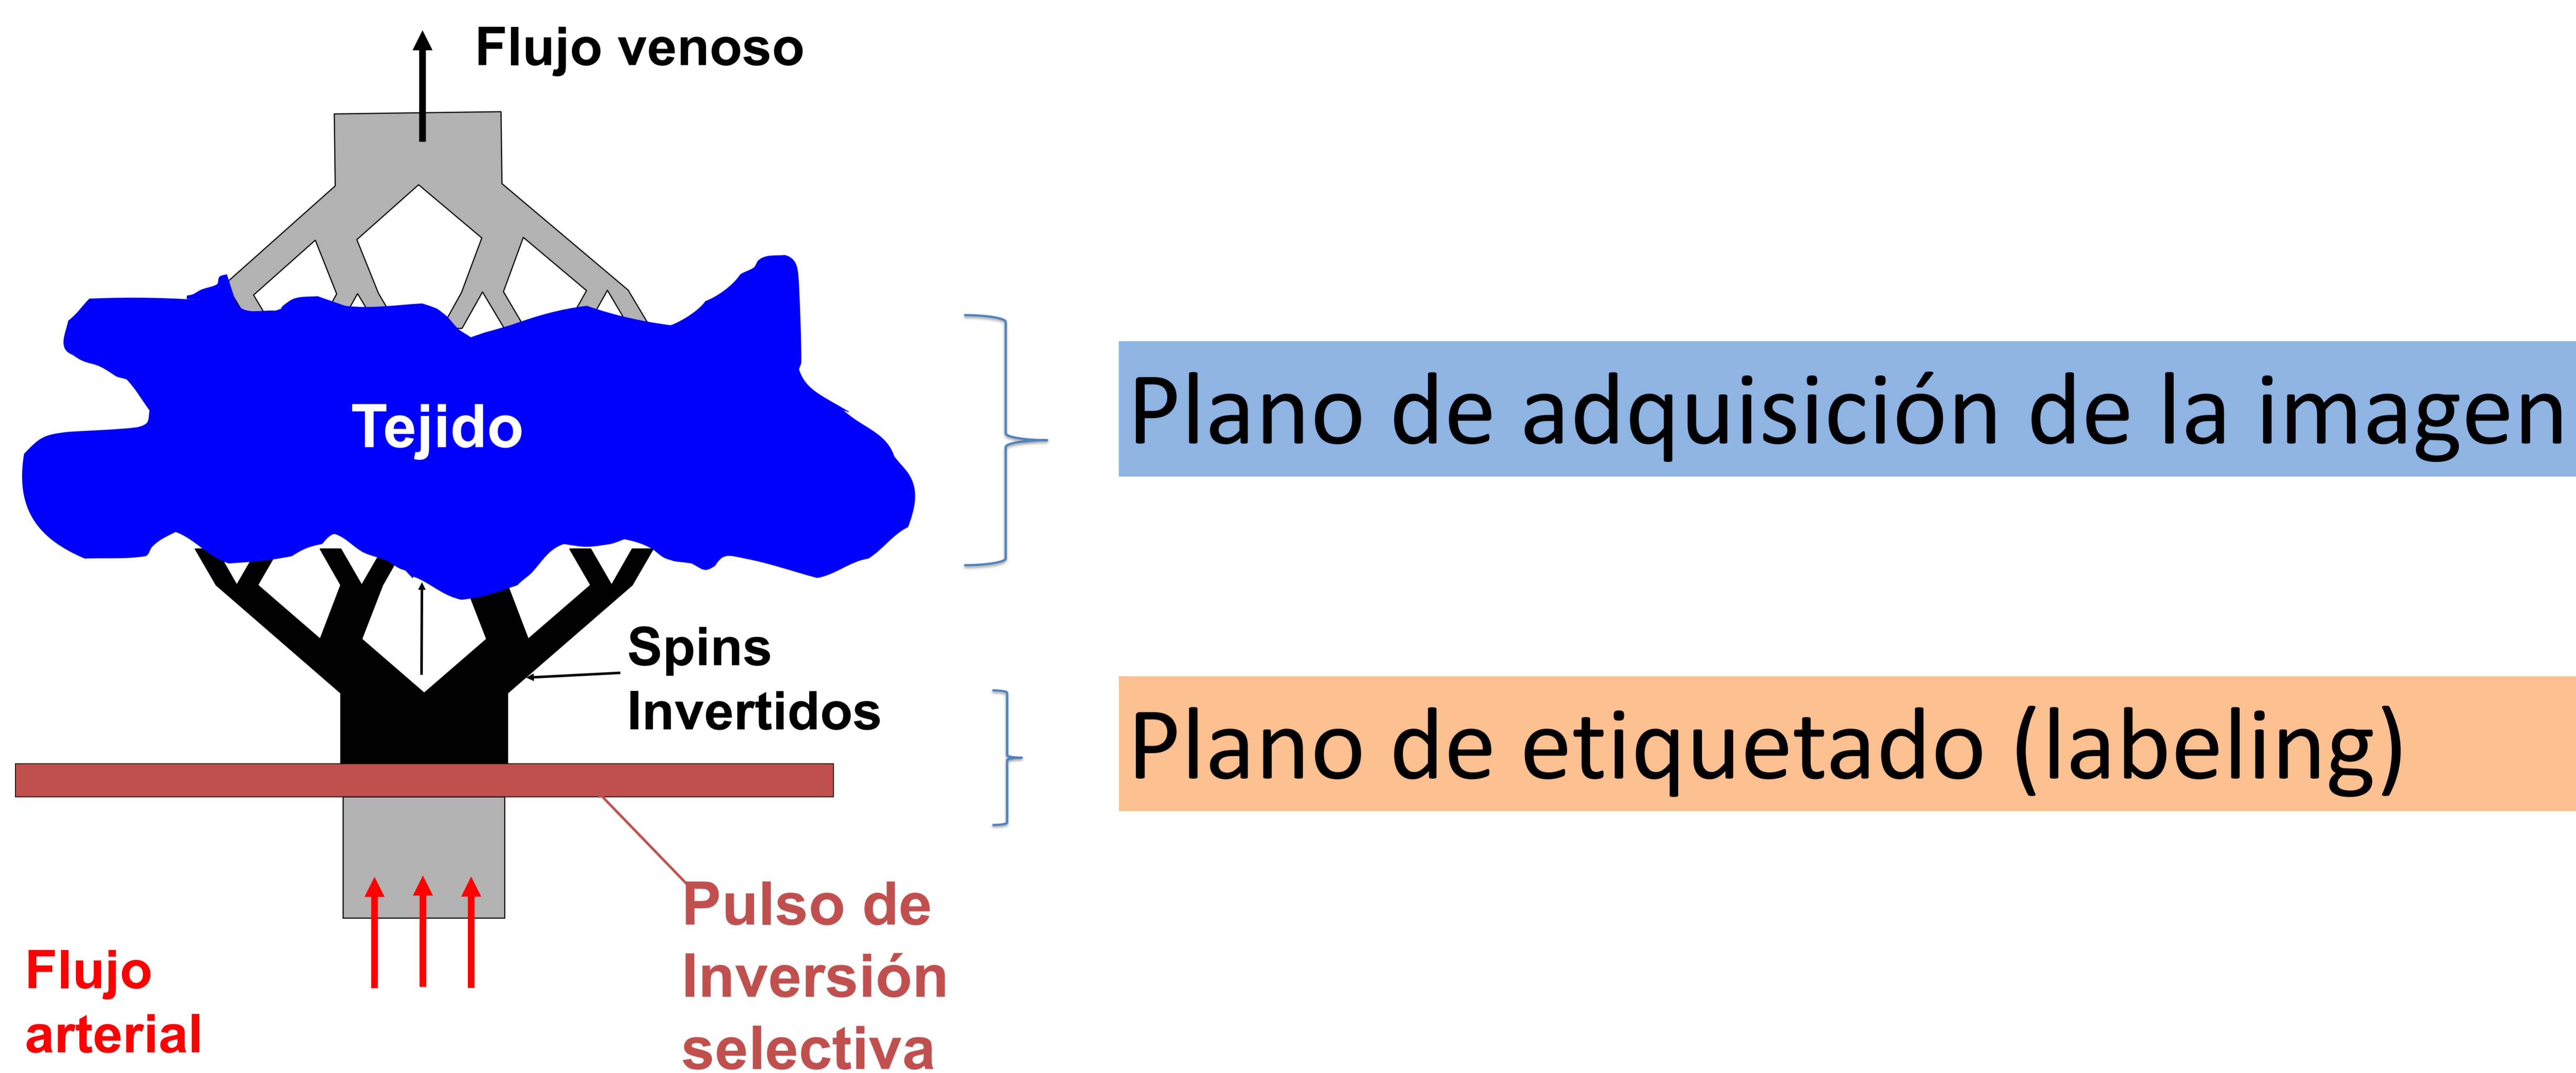 Flujo venoso
Tejido
Plano de adquisición de la imagen
Spins
Invertidos
Plano de etiquetado (labeling)
Pulso de
Inversión
selectiva
Flujo
arterial